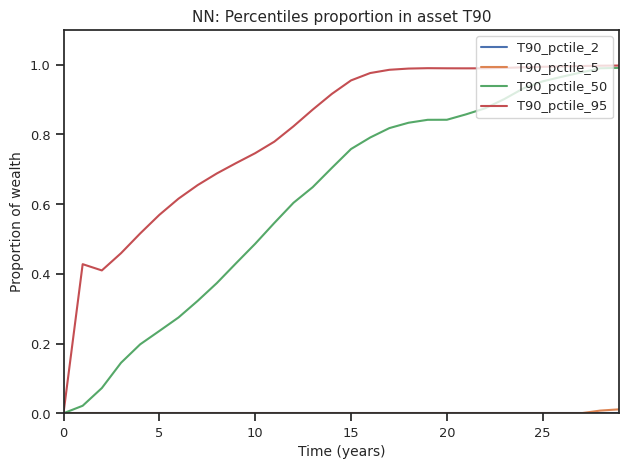 NN: Percentiles proportion in asset T90
T90_pctile_2
T90_pctile_5
T90_pctile_50
T90_pctile_95
Proportion of wealth
1.0
0.8
0.6
0.4
0.2
0.0
0 5 10 15 20 25
Time (years)